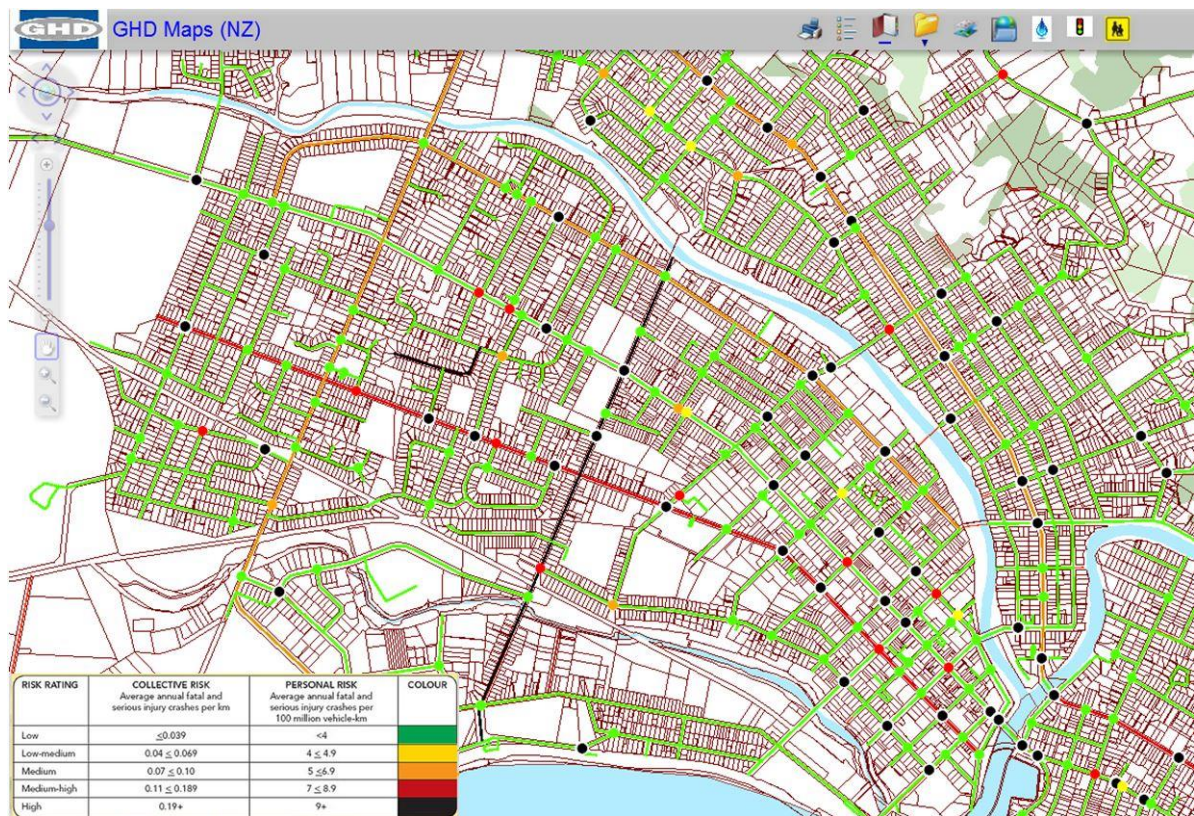 GHD GHD Maps (NZ)
RISK RATING COLLECTIVE RISK PERSONAL RISK COLOUR
Average annual fatal and Average annual fatal and
serious injury crashes per km serious injury crashes per
100 million vehicle-km
Low ≤0.039 <4
Low-medium 0.04 ≤ 0.069 4 ≤ 4.9
Medium 0.07 ≤ 0.10 5 ≤6.9
Medium-high 0.11 ≤ 0.189 7 ≤ 8.9
High 0.19+ 9+